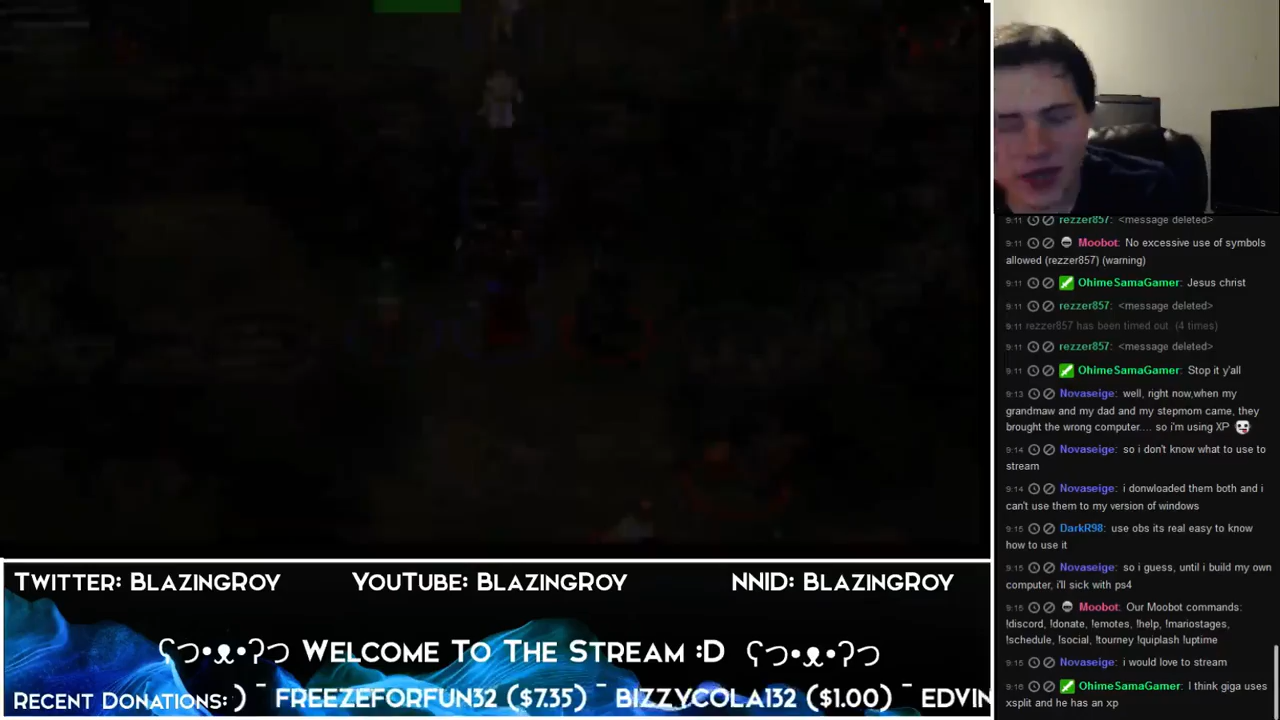 rezzer857: <message deleted>
9:11 Moobot: No excessive use of symbols
allowed (rezzer857) (warning)
9:11 OhimeSamaGamer: Jesus christ
9:11 rezzer857: <message deleted>
9:11 rezzer857 has been timed out. (4 times)
9:11 rezzer857: <message deleted>
9:11 OhimeSamaGamer: Stop it y'all
9:13 Novaseige: well, right now,when my
grandmaw and my dad and my stepmom came, they
brought the wrong computer.... so i'm using XP
9:14 Novaseige: so i don't know what to use to
stream
9:14 Novaseige: i donwloaded them both and i
can't use them to my version of windows
9:15 DarkR98: use obs its real easy to know
how to use it
9:15 Novaseige: so i guess, until i build my own
computer, i'll sick with ps4
9:15 Moobot: Our Moobot commands:
!discord, !donate, !emotes, !help, !mariostages,
!schedule, !social, !tourney !quiplash !uptime
9:15 Novaseige: i would love to stream
9:16 OhimeSamaGamer: I think giga uses
xsplit and he has an xp
Twitter: BlazingRoy YouTube: BlazingRoy NNID: BlazingRoy
ʕつ•ᴥ•ʔつ Welcome To The Stream :D ʕつ•ᴥ•ʔつ
Recent Donations: ) ~ FREEZEFORFUN32 ($7.35) ~ BIZZYCOLA132 ($1.00) ~ EDVIN